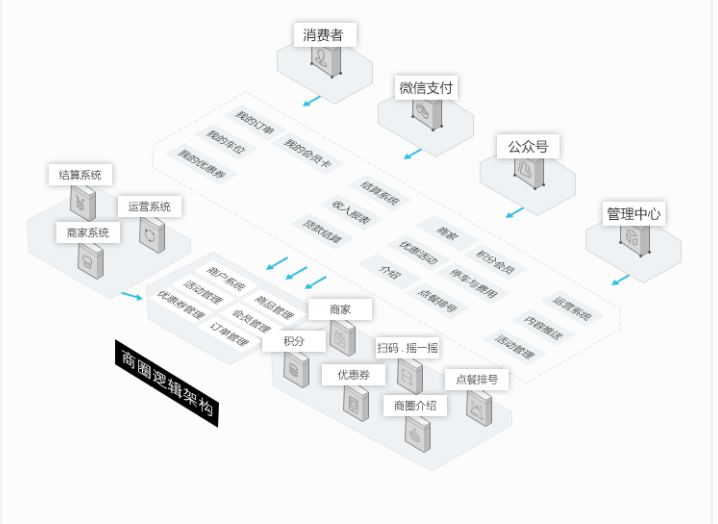 消费者
微信支付
公众号
管理中心
我的订单
我的车位
我的会员卡
我的优惠券
结算系统
收入报表
贷款结算
商家
积分会员
优惠活动
停车与费用
介绍
点餐排号
运营系统
内容推送
活动管理
结算系统
运营系统
商家系统
商户系统
活动管理
商品管理
优惠券管理
会员管理
订单管理
商家
积分
扫码．摇一摇
优惠券
点餐排号
商圈介绍
商圈逻辑架构